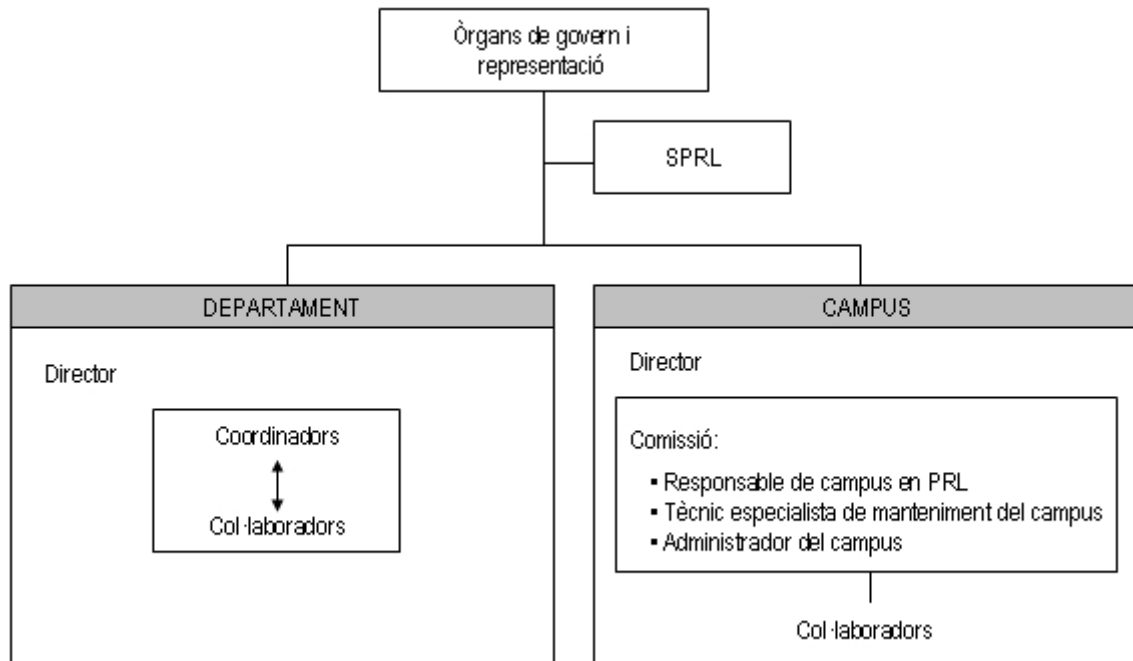 Òrgans de govern i
representació
SPRL
DEPARTAMENT
Director
Coordinadors
Col·laboradors
CAMPUS
Director
Comissió:
▪ Responsable de campus en PRL
▪ Tècnic especialista de manteniment del campus
▪ Administrador del campus
Col·laboradors